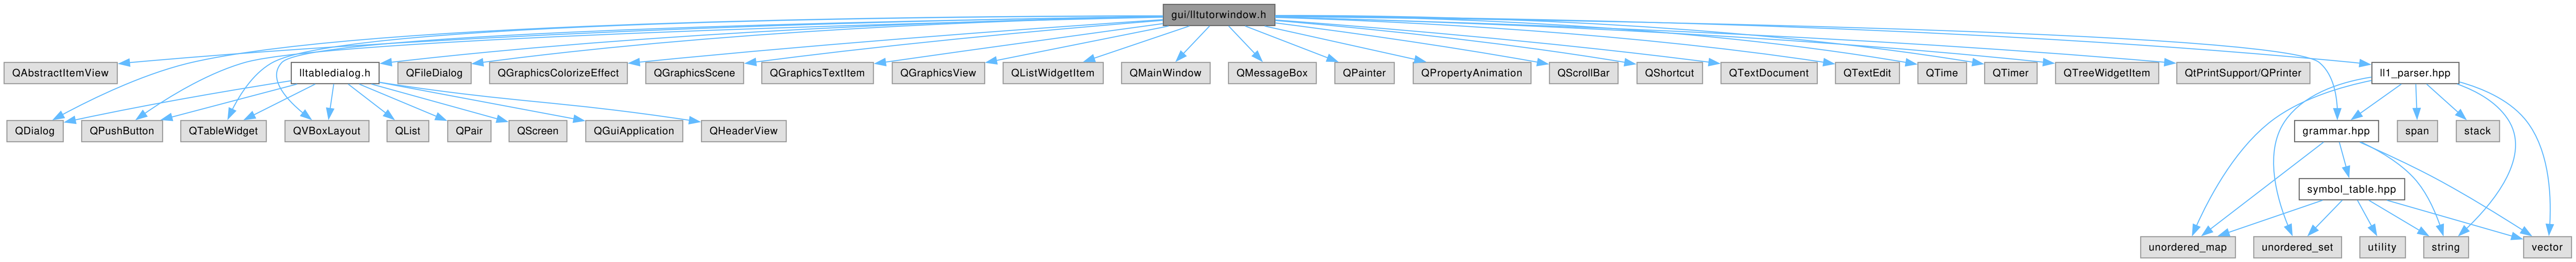 gui/lltutorwindow.h
QAbstractItemView
lltabledialog.h
QFileDialog
QGraphicsColorizeEffect
QGraphicsScene
QGraphicsTextItem
QGraphicsView
QListWidgetItem
QMainWindow
QMessageBox
QPainter
QPropertyAnimation
QScrollBar
QShortcut
QTextDocument
QTextEdit
QTime
QTimer
QTreeWidgetItem
QtPrintSupport/QPrinter
ll1_parser.hpp
QDialog
QPushButton
QTableWidget
QVBoxLayout
QList
QPair
QScreen
QGuiApplication
QHeaderView
grammar.hpp
span
stack
symbol_table.hpp
unordered_map
unordered_set
utility
string
vector